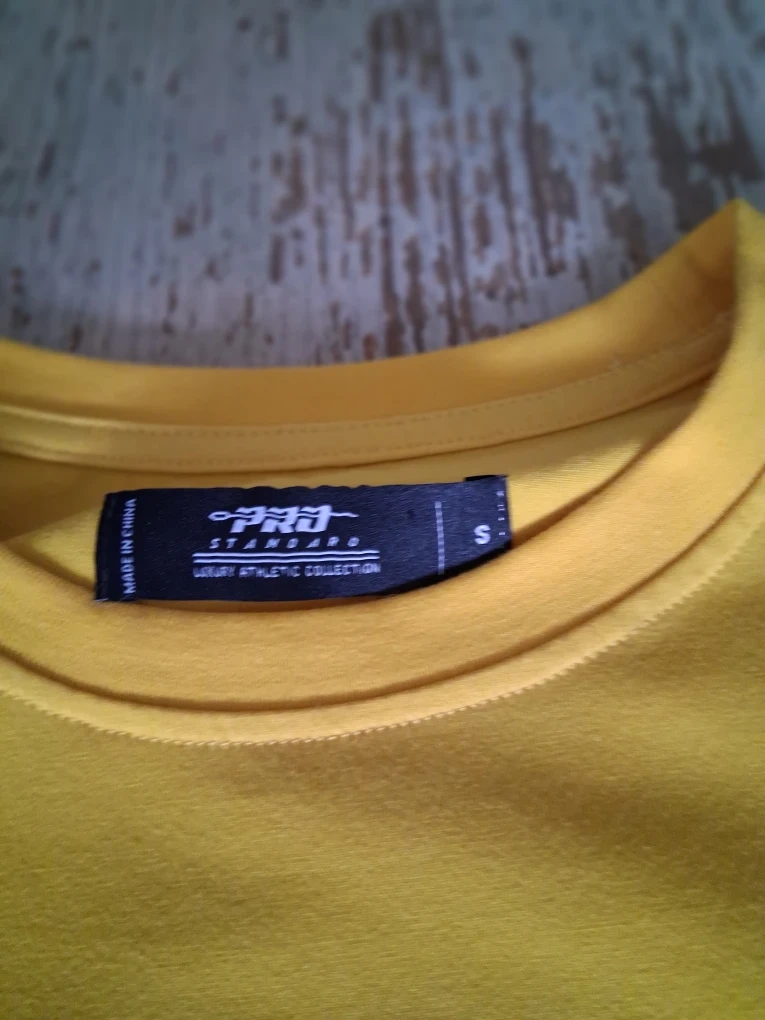 MADE IN CHINA
PRO
STANDARD
LUXURY ATHLETIC COLLECTION
S